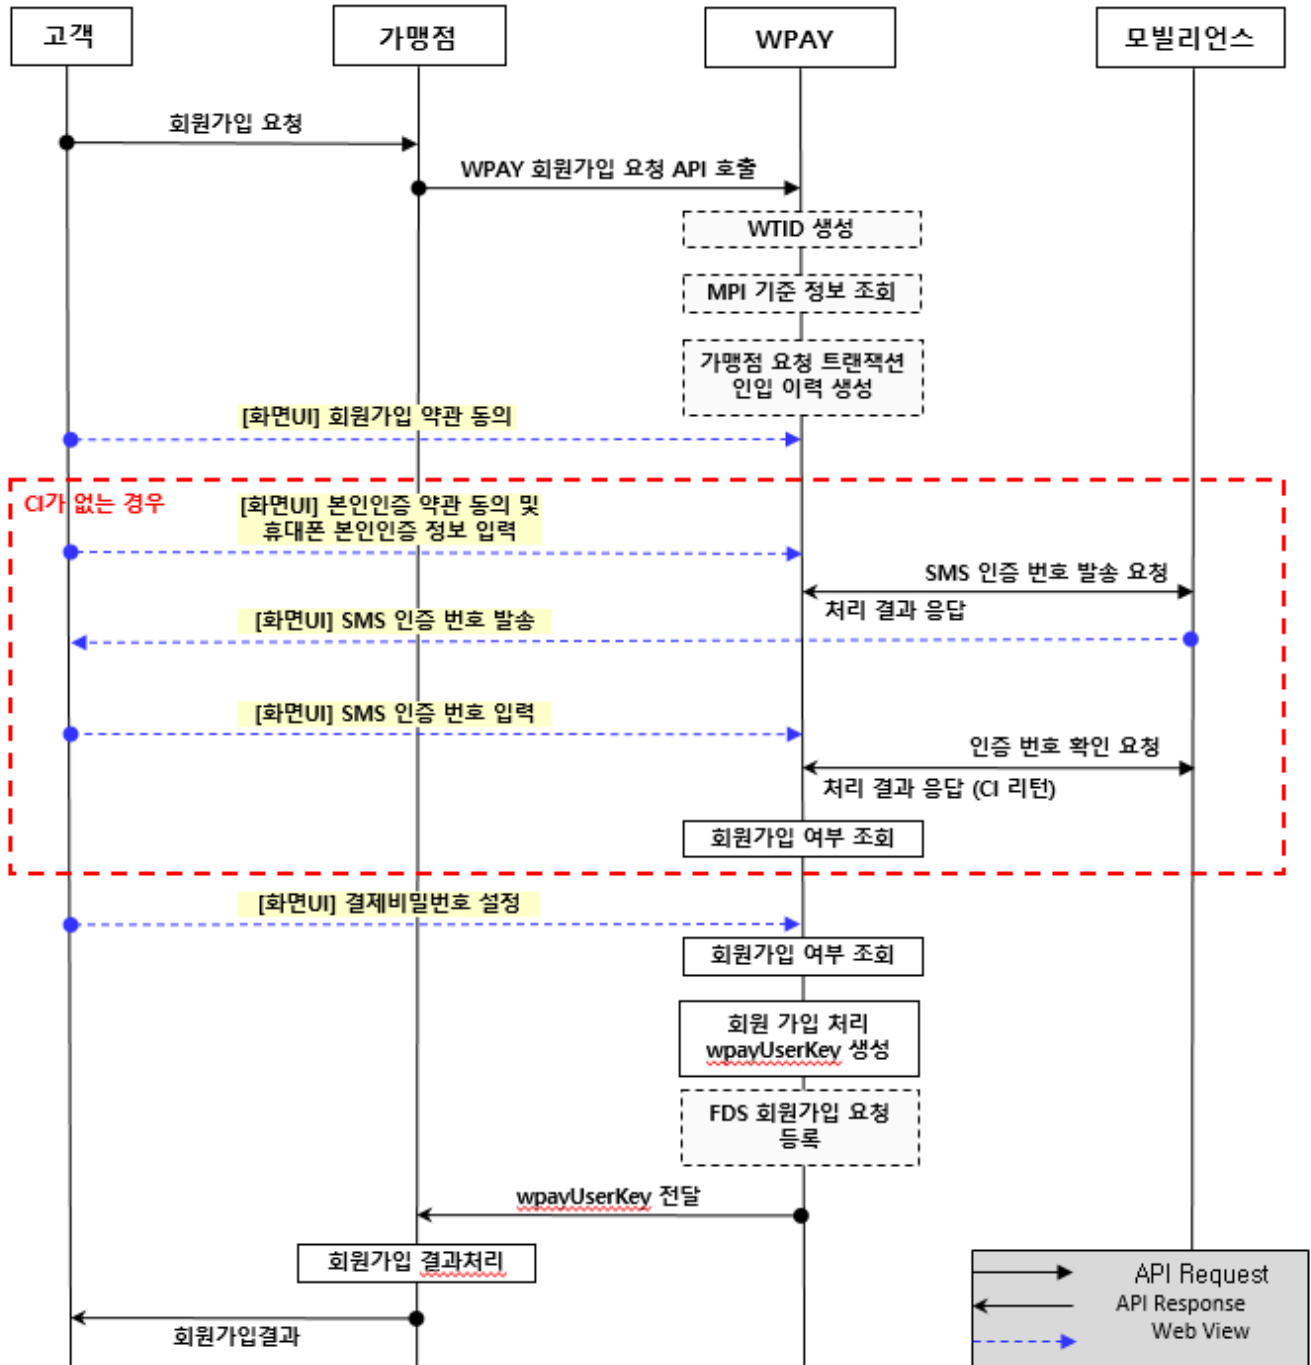 고객
가맹점
WPAY
모빌리언스
회원가입 요청
WPAY 회원가입 요청 API 호출
WTID 생성
MPI 기준 정보 조회
가맹점 요청 트랜잭션
인입 이력 생성
[화면UI] 회원가입 약관 동의
CI가 없는 경우
[화면UI] 본인인증 약관 동의 및
휴대폰 본인인증 정보 입력
SMS 인증 번호 발송 요청
처리 결과 응답
[화면UI] SMS 인증 번호 발송
[화면UI] SMS 인증 번호 입력
인증 번호 확인 요청
처리 결과 응답 (CI 리턴)
회원가입 여부 조회
[화면UI] 결제비밀번호 설정
회원가입 여부 조회
회원 가입 처리
wpayUserKey 생성
FDS 회원가입 요청
등록
wpayUserKey 전달
회원가입 결과처리
회원가입결과
API Request
API Response
Web View